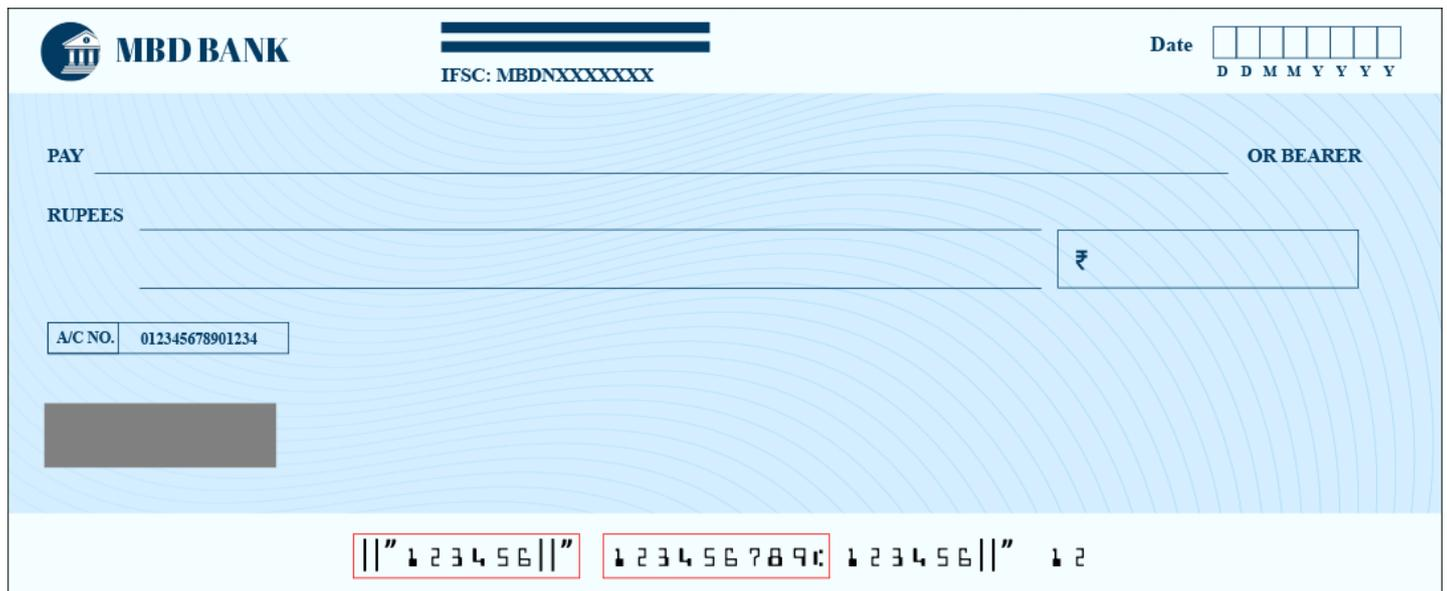 MBD BANK
IFSC: MBDNXXXXXXX
Date
D D M M Y Y Y Y
PAY OR BEARER
RUPEES
₹
A/C NO. 012345678901234
||"123456||" 123456789⑆ 123456||" 12